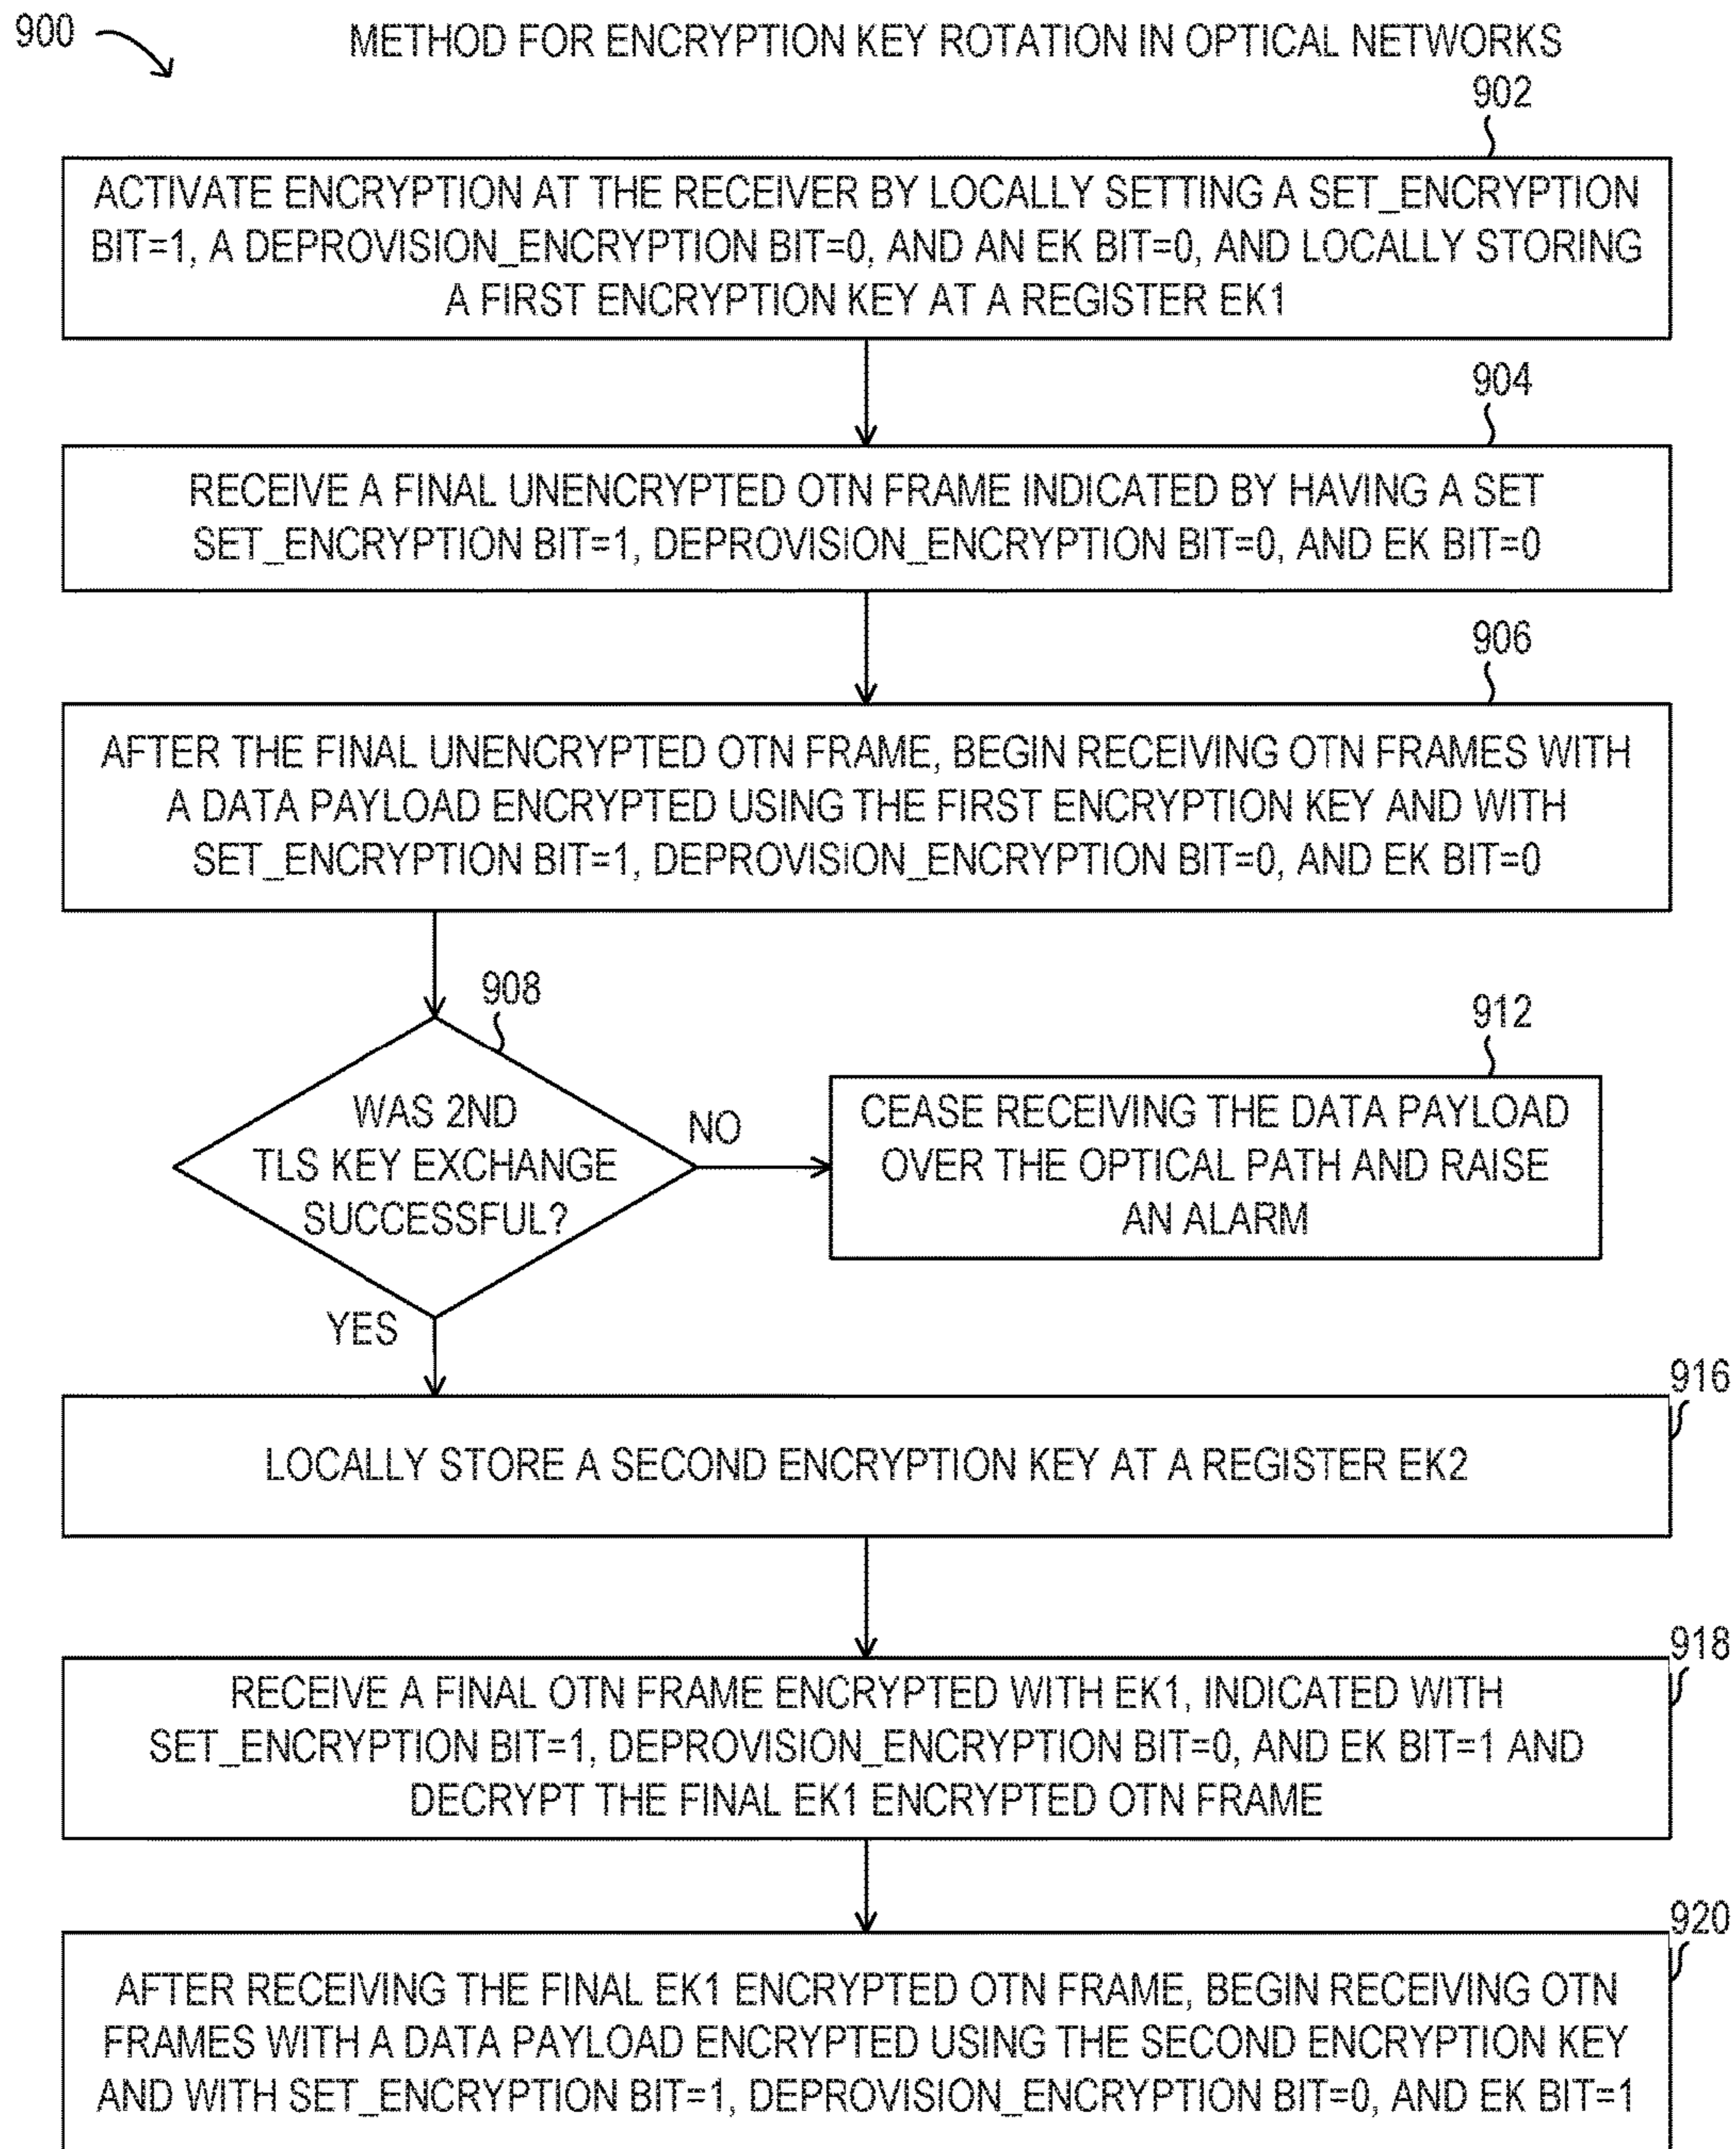 900
METHOD FOR ENCRYPTION KEY ROTATION IN OPTICAL NETWORKS
902
ACTIVATE ENCRYPTION AT THE RECEIVER BY LOCALLY SETTING A SET_ENCRYPTION
BIT=1, A DEPROVISION_ENCRYPTION BIT=0, AND AN EK BIT=0, AND LOCALLY STORING
A FIRST ENCRYPTION KEY AT A REGISTER EK1
904
RECEIVE A FINAL UNENCRYPTED OTN FRAME INDICATED BY HAVING A SET
SET_ENCRYPTION BIT=1, DEPROVISION_ENCRYPTION BIT=0, AND EK BIT=0
906
AFTER THE FINAL UNENCRYPTED OTN FRAME, BEGIN RECEIVING OTN FRAMES WITH
A DATA PAYLOAD ENCRYPTED USING THE FIRST ENCRYPTION KEY AND WITH
SET_ENCRYPTION BIT=1, DEPROVISION_ENCRYPTION BIT=0, AND EK BIT=0
908
WAS 2ND
TLS KEY EXCHANGE
SUCCESSFUL?
NO
912
CEASE RECEIVING THE DATA PAYLOAD
OVER THE OPTICAL PATH AND RAISE
AN ALARM
YES
916
LOCALLY STORE A SECOND ENCRYPTION KEY AT A REGISTER EK2
918
RECEIVE A FINAL OTN FRAME ENCRYPTED WITH EK1, INDICATED WITH
SET_ENCRYPTION BIT=1, DEPROVISION_ENCRYPTION BIT=0, AND EK BIT=1 AND
DECRYPT THE FINAL EK1 ENCRYPTED OTN FRAME
920
AFTER RECEIVING THE FINAL EK1 ENCRYPTED OTN FRAME, BEGIN RECEIVING OTN
FRAMES WITH A DATA PAYLOAD ENCRYPTED USING THE SECOND ENCRYPTION KEY
AND WITH SET_ENCRYPTION BIT=1, DEPROVISION_ENCRYPTION BIT=0, AND EK BIT=1